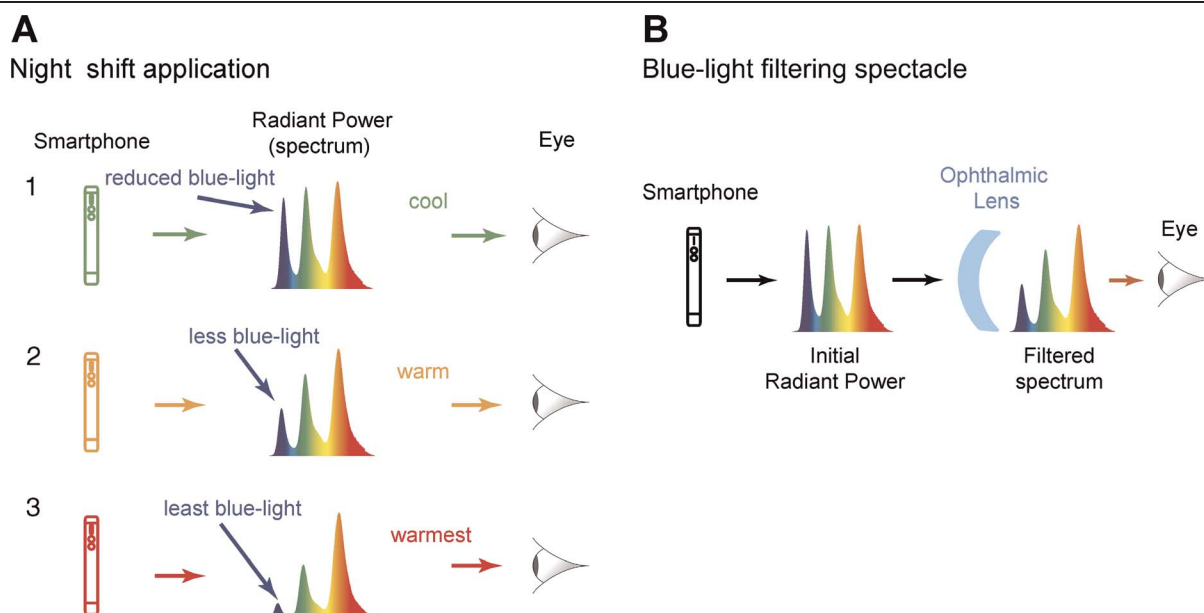 A
Night shift application
Smartphone
Radiant Power
(spectrum)
Eye
1
reduced blue-light
cool
2
less blue-light
warm
3
least blue-light
warmest
B
Blue-light filtering spectacle
Smartphone
Ophthalmic
Lens
Eye
Initial
Radiant Power
Filtered
spectrum